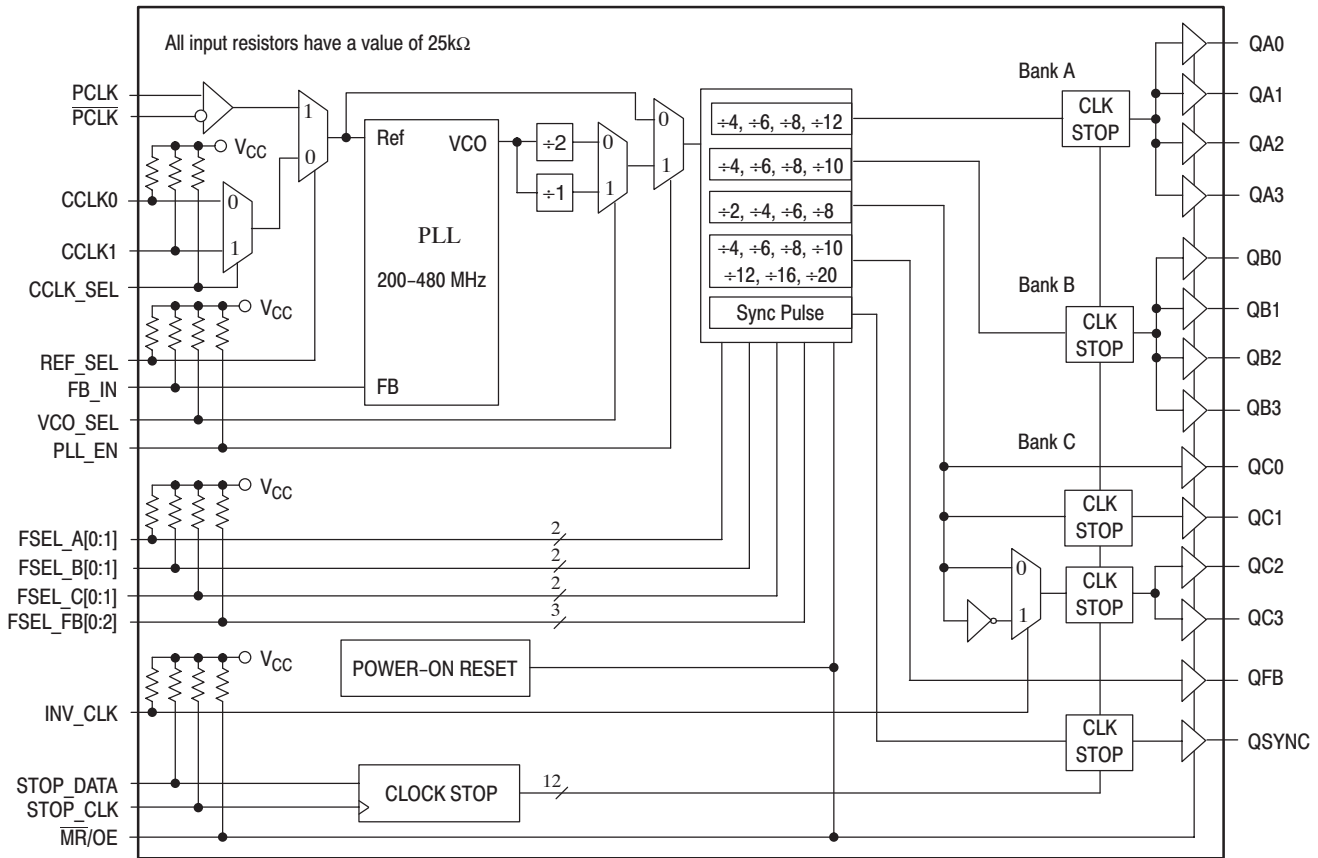 All input resistors have a value of 25kΩ
PCLK
PCLK
VCC
CCLK0
CCLK1
CCLK_SEL
VCC
REF_SEL
FB_IN
VCO_SEL
PLL_EN
VCC
FSEL_A[0:1]
FSEL_B[0:1]
FSEL_C[0:1]
FSEL_FB[0:2]
VCC
INV_CLK
STOP_DATA
STOP_CLK
MR/OE
0
1
1
0
Ref
VCO
PLL
200–480 MHz
FB
÷2
÷1
0
1
0
1
÷4, ÷6, ÷8, ÷12
÷4, ÷6, ÷8, ÷10
÷2, ÷4, ÷6, ÷8
÷4, ÷6, ÷8, ÷10
÷12, ÷16, ÷20
Sync Pulse
2
2
2
3
POWER–ON RESET
CLOCK STOP
12
Bank A
CLK
STOP
Bank B
CLK
STOP
Bank C
CLK
STOP
0
1
CLK
STOP
CLK
STOP
QA0
QA1
QA2
QA3
QB0
QB1
QB2
QB3
QC0
QC1
QC2
QC3
QFB
QSYNC